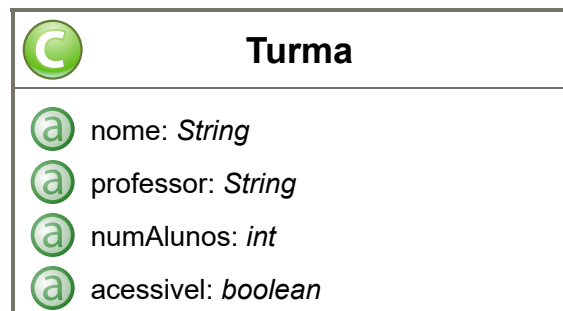 C Turma
a nome: String
a professor: String
a numAlunos: int
a acessivel: boolean